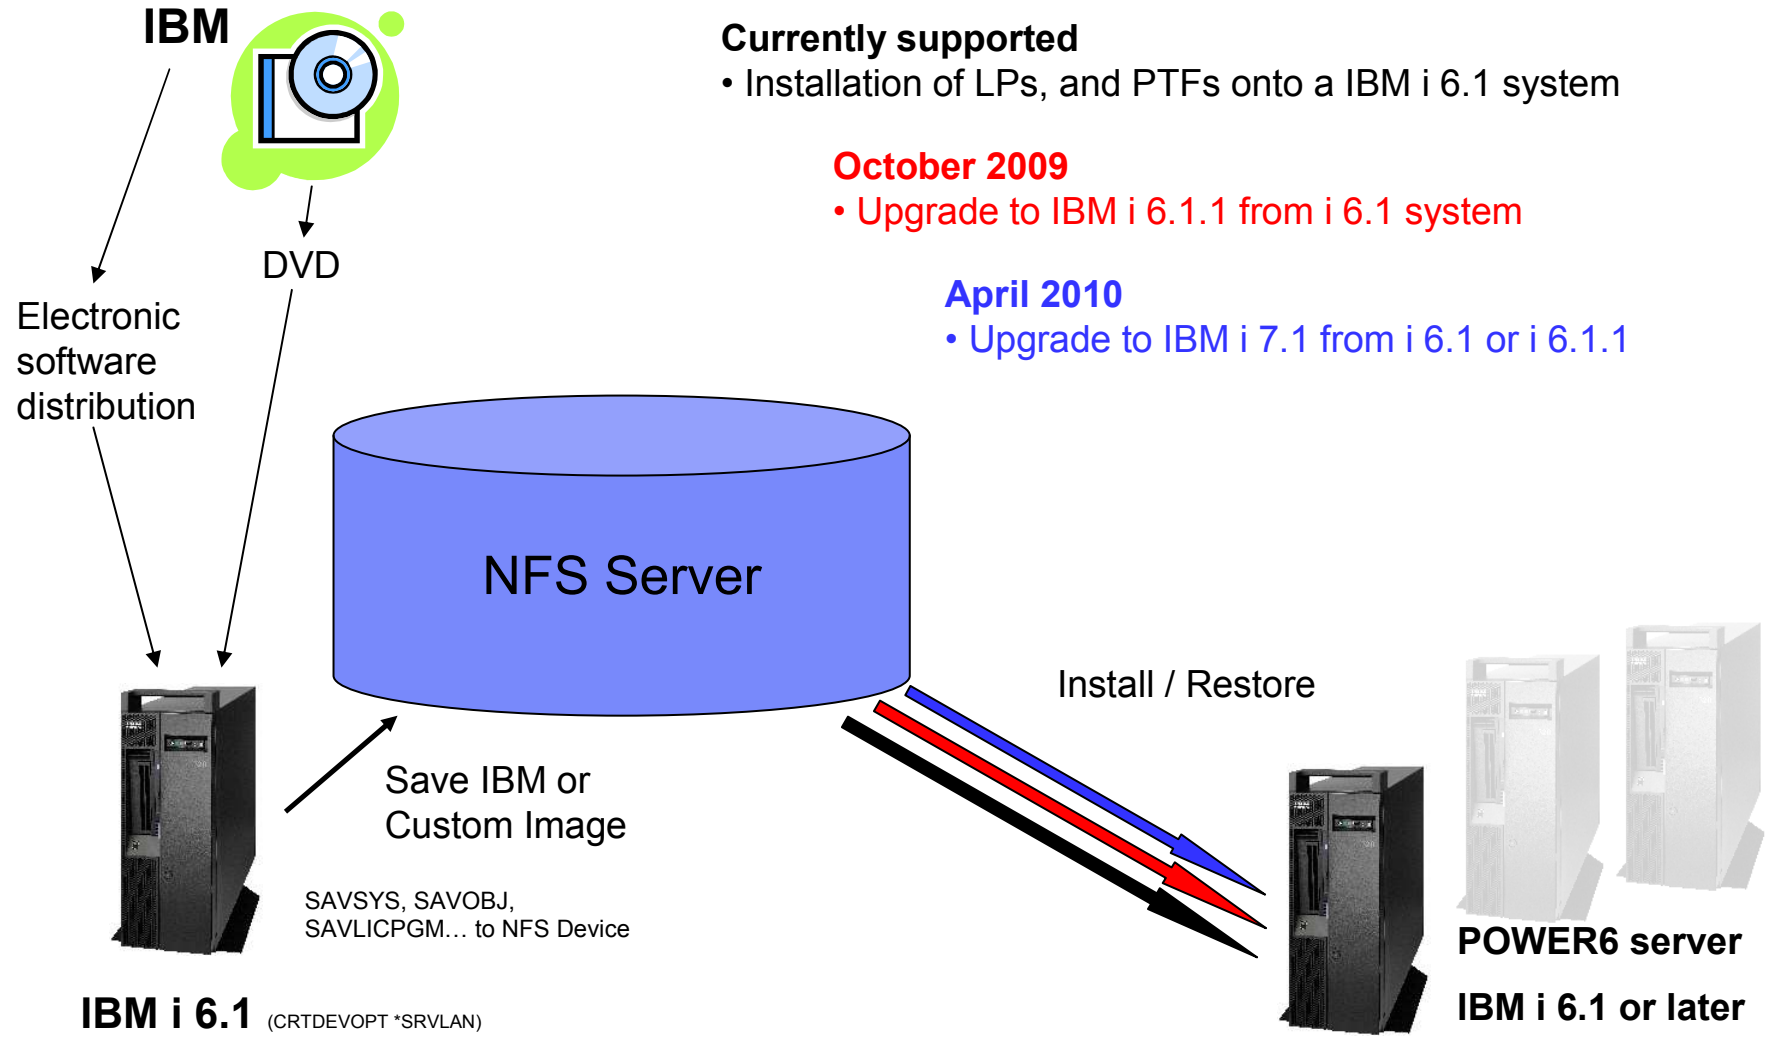 IBM
Currently supported
• Installation of LPs, and PTFs onto a IBM i 6.1 system
October 2009
• Upgrade to IBM i 6.1.1 from i 6.1 system
April 2010
• Upgrade to IBM i 7.1 from i 6.1 or i 6.1.1
DVD
Electronic
software
distribution
NFS Server
Install / Restore
Save IBM or
Custom Image
SAVSYS, SAVOBJ,
SAVLICPGM… to NFS Device
IBM i 6.1 (CRTDEVOPT *SRVLAN)
POWER6 server
IBM i 6.1 or later